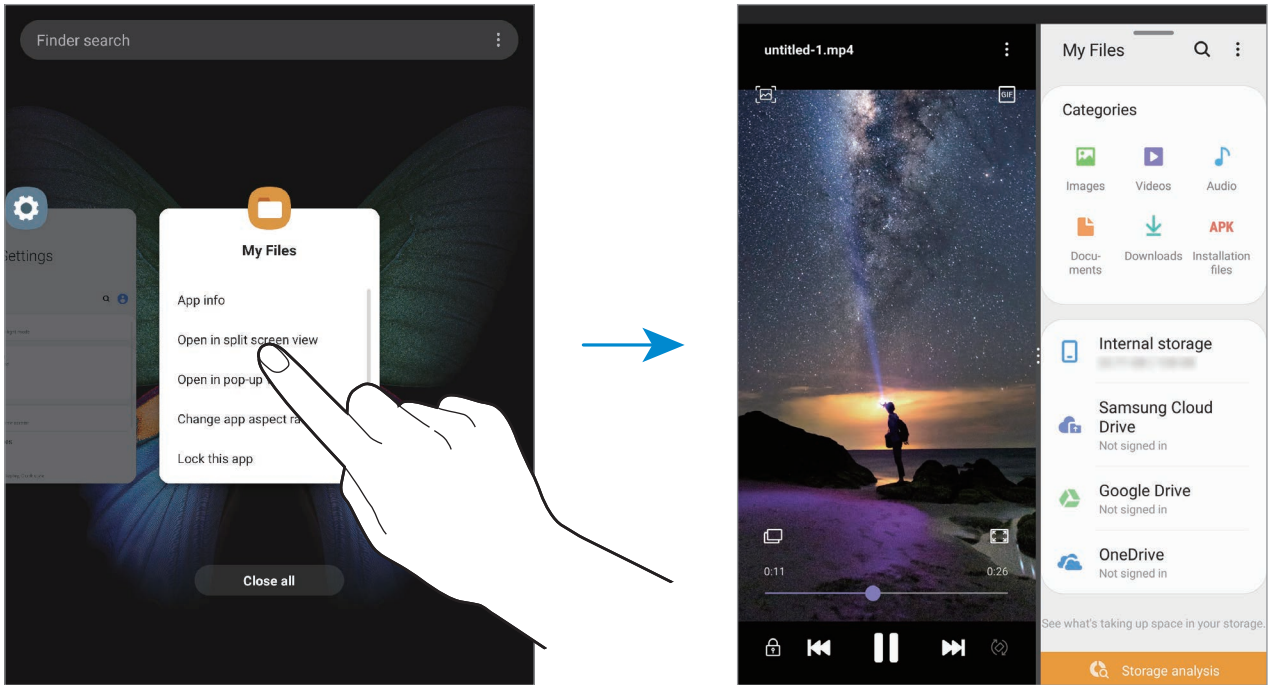 Finder search
Settings
My Files
App info
Open in split screen view
Open in pop-up
Change app aspect ra
Lock this app
Close all
untitled-1.mp4
GIF
0:11
0:26
My Files
Categories
Images
Videos
Audio
APK
Docu-
ments
Downloads
Installation
files
Internal storage
Samsung Cloud
Drive
Not signed in
Google Drive
Not signed in
OneDrive
Not signed in
See what's taking up space in your storage.
Storage analysis